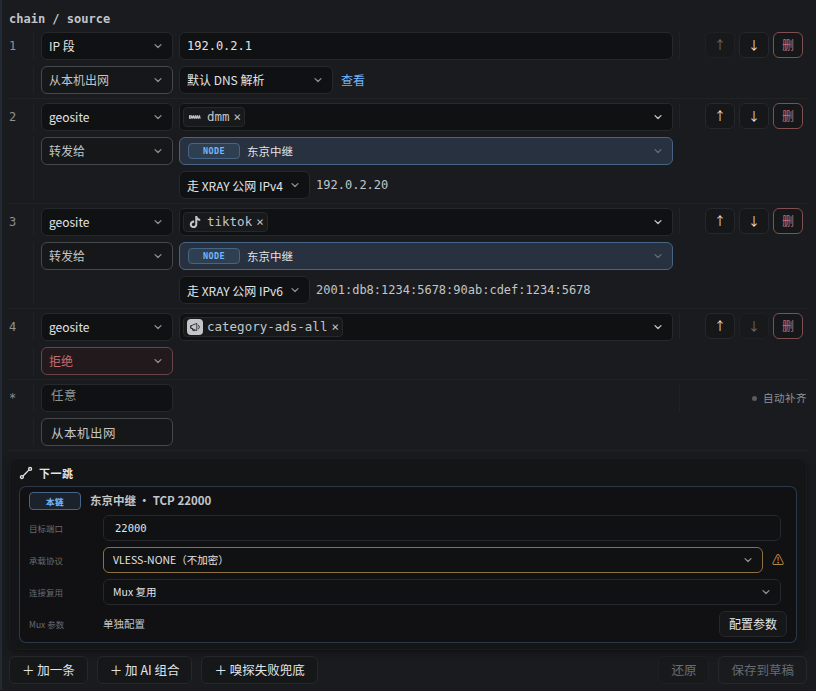 chain / source
1 IP 段 192.0.2.1 ↑ ↓ 删
从本机出网 默认 DNS 解析 查看
2 geosite dmm × ↑ ↓ 删
转发给 NODE 东京中继
走 XRAY 公网 IPv4 192.0.2.20
3 geosite tiktok × ↑ ↓ 删
转发给 NODE 东京中继
走 XRAY 公网 IPv6 2001:db8:1234:5678:90ab:cdef:1234:5678
4 geosite category-ads-all × ↑ ↓ 删
拒绝
* 任意 自动补齐
从本机出网
下一跳
本链 东京中继 • TCP 22000
目标端口 22000
承载协议 VLESS-NONE（不加密）
连接复用 Mux 复用
Mux 参数 单独配置 配置参数
＋ 加一条 ＋ 加 AI 组合 ＋ 嗅探失败兜底 还原 保存到草稿